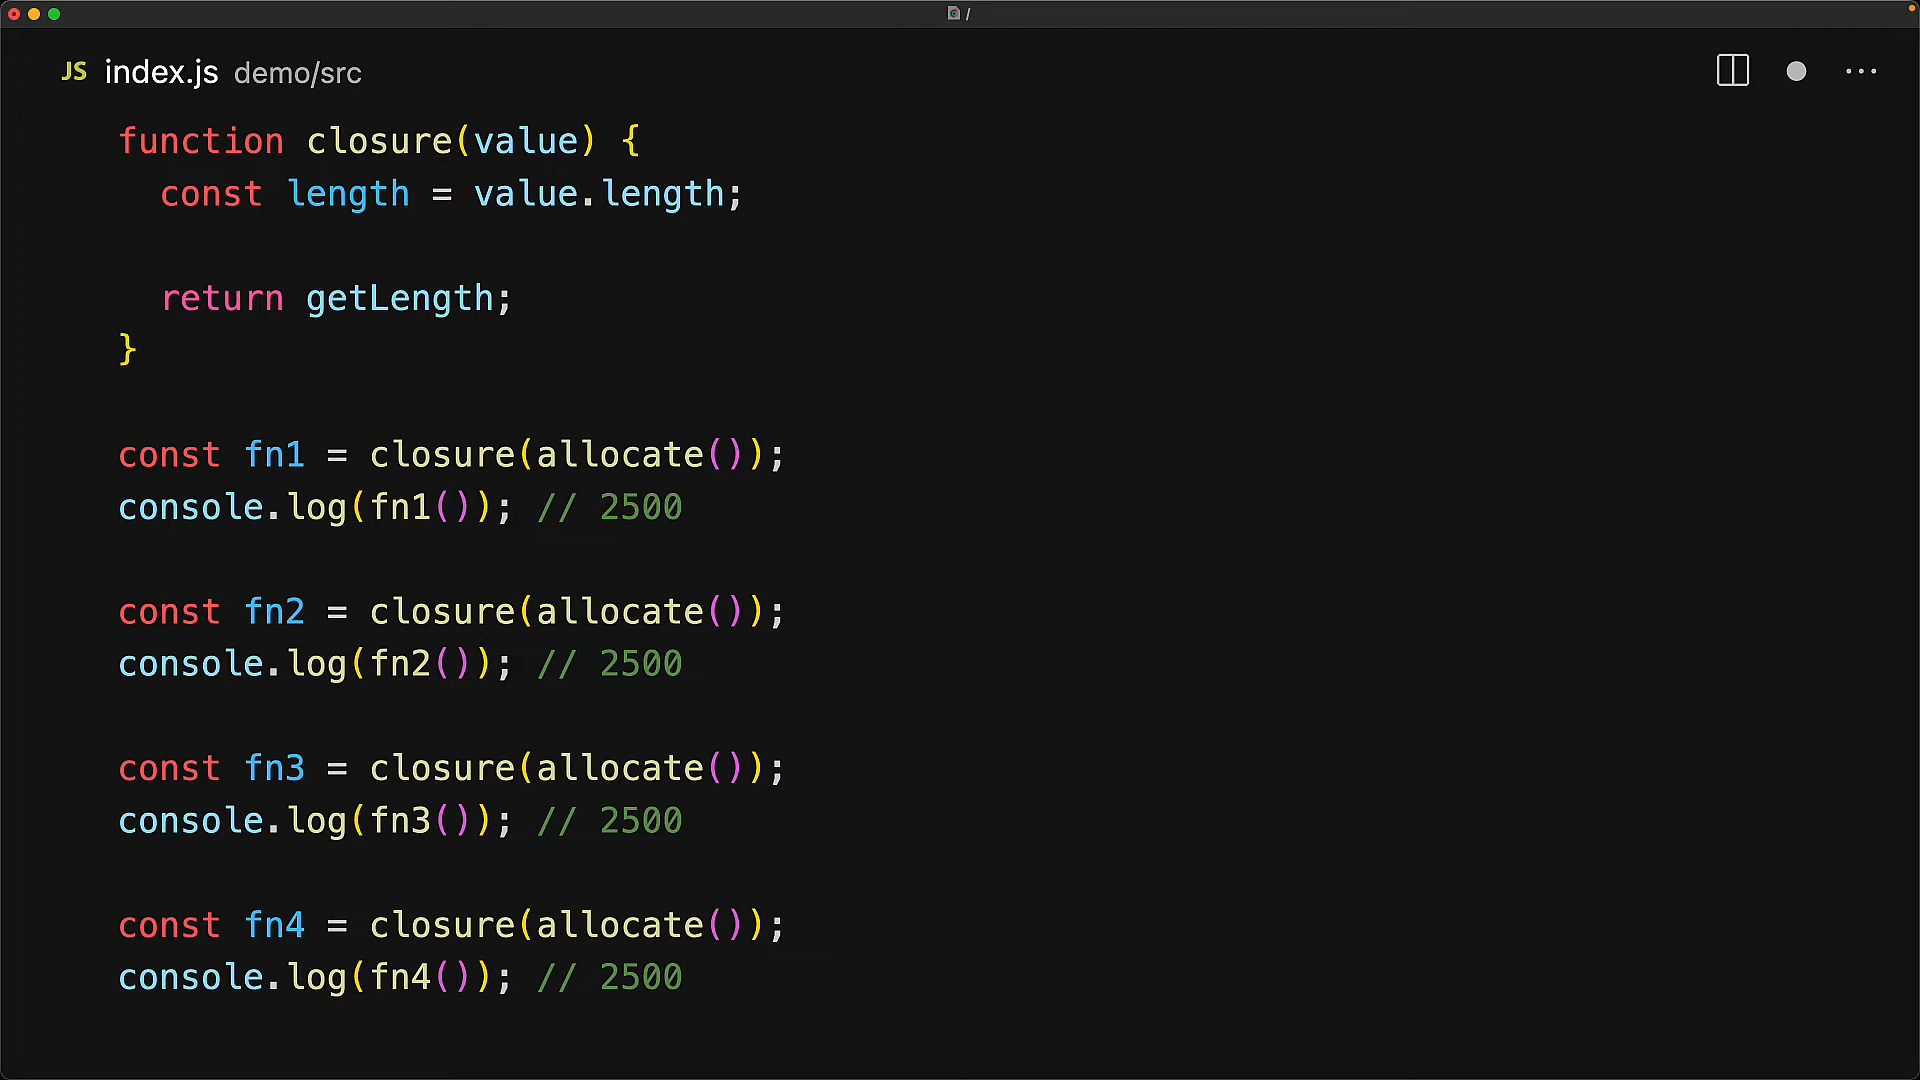 /
JS index.js demo/src
function closure(value) {
const length = value.length;
return getLength;
}
const fn1 = closure(allocate());
console.log(fn1()); // 2500
const fn2 = closure(allocate());
console.log(fn2()); // 2500
const fn3 = closure(allocate());
console.log(fn3()); // 2500
const fn4 = closure(allocate());
console.log(fn4()); // 2500